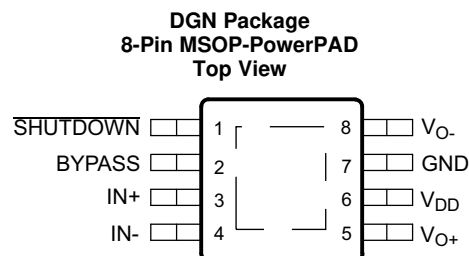 DGN Package
8-Pin MSOP-PowerPAD
Top View
SHUTDOWN 1 8 VO-
BYPASS 2 7 GND
IN+ 3 6 VDD
IN- 4 5 VO+